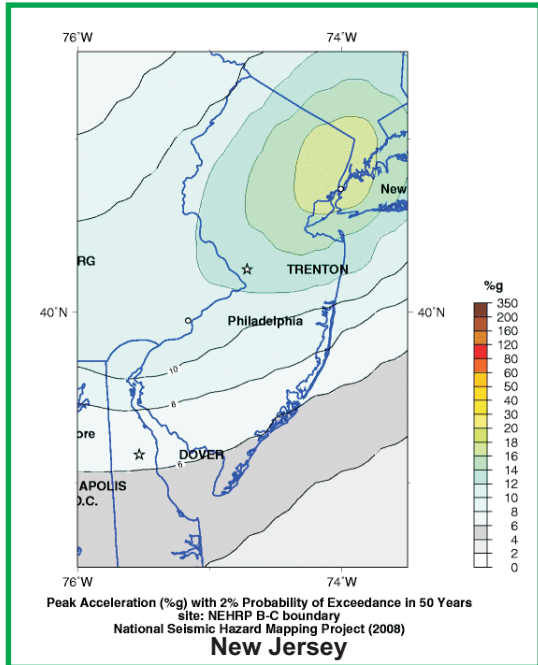 76˚W 74˚W
New
RG
TRENTON
40˚N 40˚N
Philadelphia
10
8
ore
DOVER
6
APOLIS
D.C.
%g
350
200
160
120
80
60
50
40
30
20
18
16
14
12
10
8
6
4
2
0
76˚W 74˚W
Peak Acceleration (%g) with 2% Probability of Exceedance in 50 Years
site: NEHRP B-C boundary
National Seismic Hazard Mapping Project (2008)
New Jersey